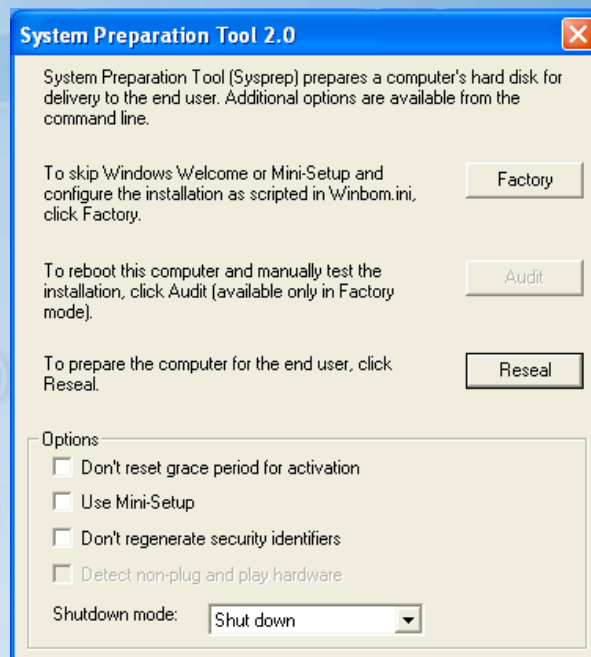 System Preparation Tool 2.0
System Preparation Tool (Sysprep) prepares a computer's hard disk for
delivery to the end user. Additional options are available from the
command line.
To skip Windows Welcome or Mini-Setup and
configure the installation as scripted in Winbom.ini,
click Factory.
Factory
To reboot this computer and manually test the
installation, click Audit (available only in Factory
mode).
Audit
To prepare the computer for the end user, click
Reseal.
Reseal
Options
Don't reset grace period for activation
Use Mini-Setup
Don't regenerate security identifiers
Detect non-plug and play hardware
Shutdown mode: Shut down